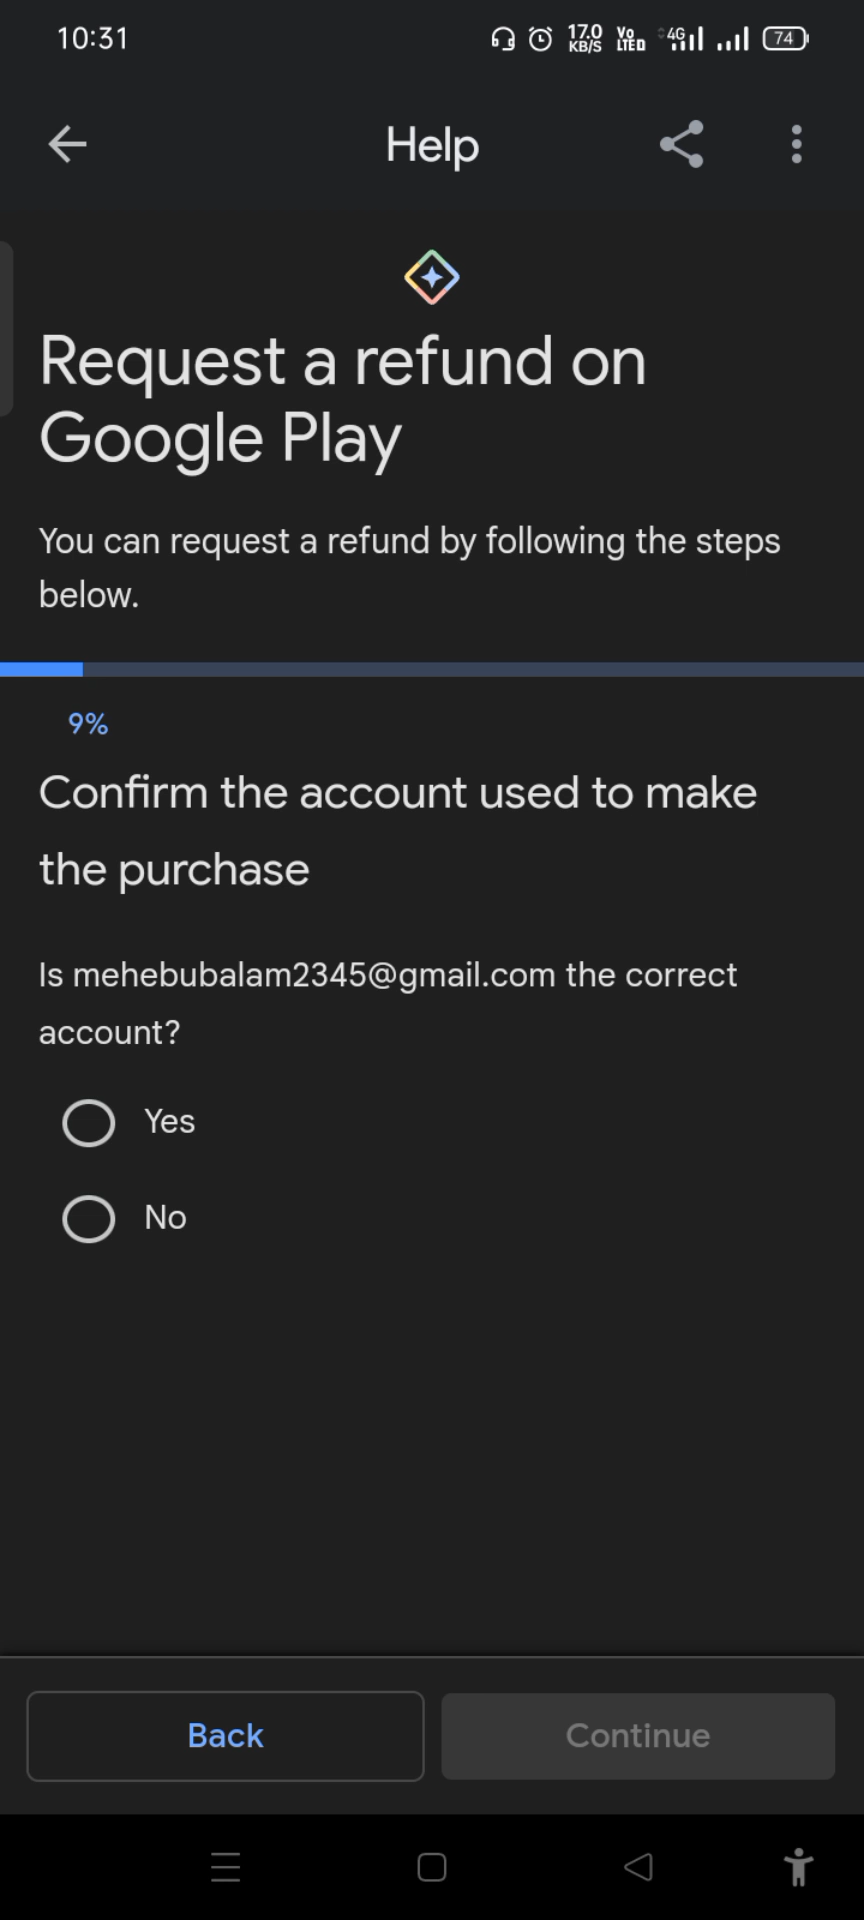 10:31
17.0
KB/S
Vo
LTE D
4G
74
Help
Request a refund on
Google Play
You can request a refund by following the steps
below.
9%
Confirm the account used to make
the purchase
Is mehebubalam2345@gmail.com the correct
account?
Yes
No
Back
Continue